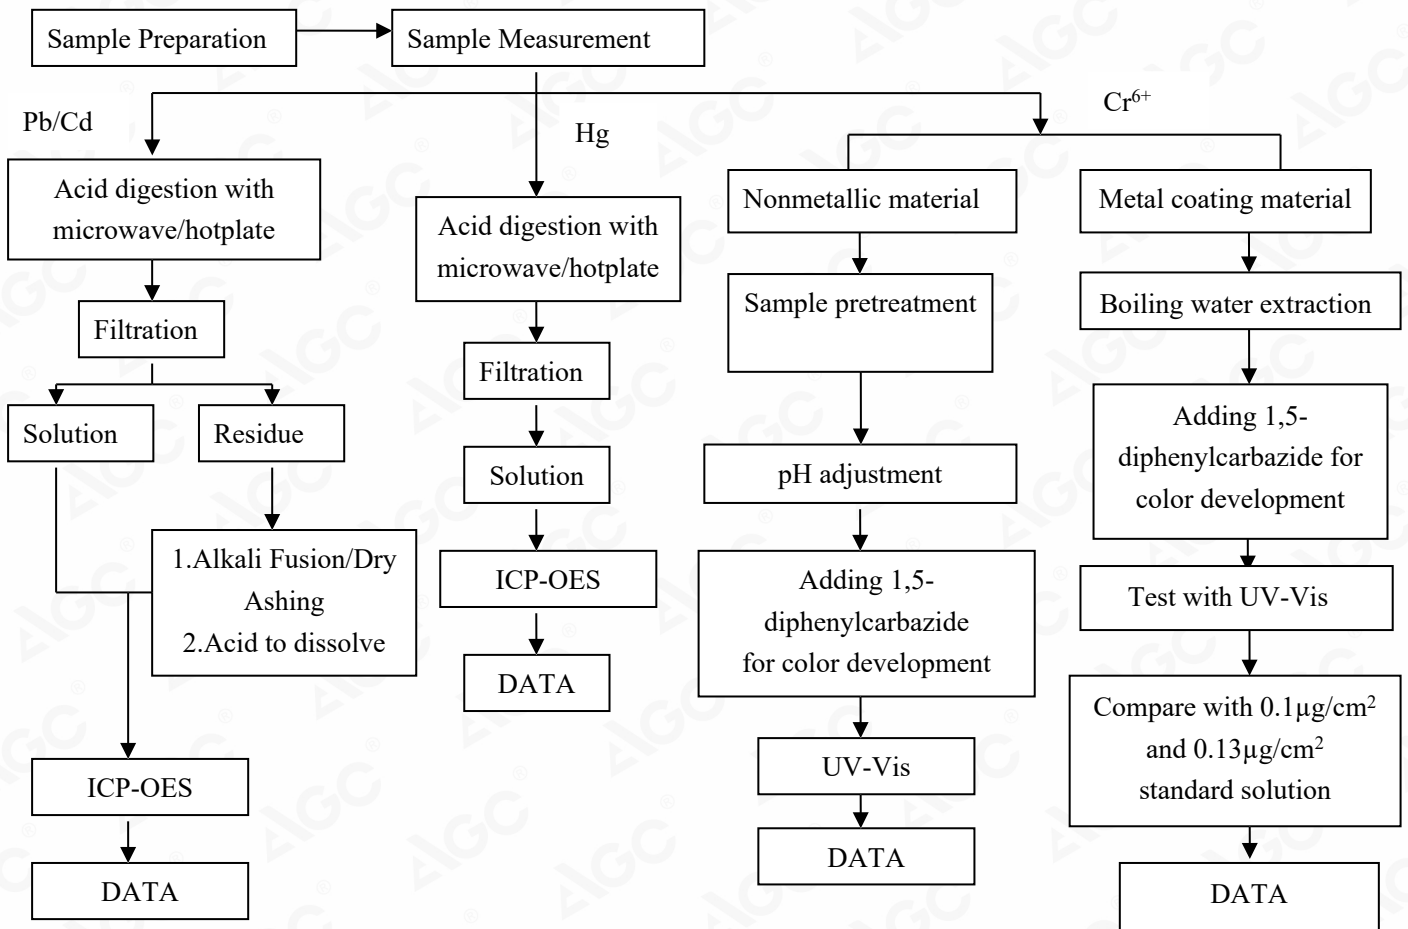 Sample Preparation
Sample Measurement
Pb/Cd
Hg
Cr⁶⁺
Acid digestion with
microwave/hotplate
Filtration
Solution
Residue
1.Alkali Fusion/Dry
Ashing
2.Acid to dissolve
ICP-OES
DATA
Acid digestion with
microwave/hotplate
Filtration
Solution
ICP-OES
DATA
Nonmetallic material
Sample pretreatment
pH adjustment
Adding 1,5-
diphenylcarbazide
for color development
UV-Vis
DATA
Metal coating material
Boiling water extraction
Adding 1,5-
diphenylcarbazide for
color development
Test with UV-Vis
Compare with 0.1µg/cm²
and 0.13µg/cm²
standard solution
DATA
AGC®